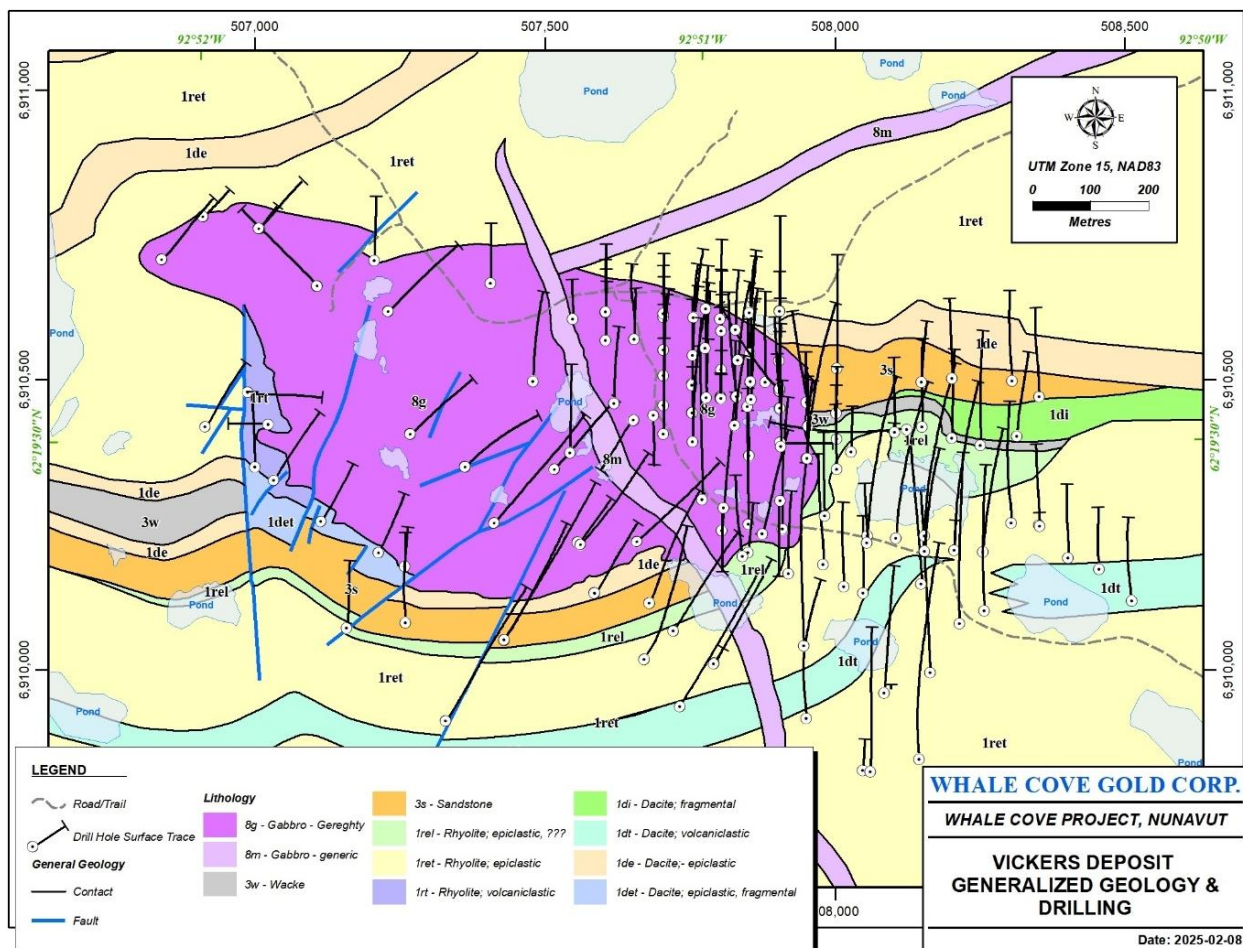 507,000
507,500
508,000
508,500
92°52'W
92°51'W
92°50'W
6,911,000
6,911,000
6,910,500
6,910,500
62°19'30"N
62°19'30"N
6,910,000
6,910,000
508,000
Pond
Pond
Pond
N
W E
S
UTM Zone 15, NAD83
0 100 200
Metres
1ret
1de
1ret
8m
1ret
Pond
1de
3s
1di
3w
1rel
8g
8g
1rt
Pond
8m
Pond
1de
3w
1de
1det
3s
1rel
Pond
1de
1rel
1rel
Pond
Pond
1dt
1dt
Pond
1ret
1ret
Pond
1ret
Pond
LEGEND
Road/Trail
Drill Hole Surface Trace
General Geology
Contact
Fault
Lithology
8g - Gabbro - Gereghty
8m - Gabbro - generic
3w - Wacke
3s - Sandstone
1rel - Rhyolite; epiclastic, ???
1ret - Rhyolite; epiclastic
1rt - Rhyolite; volcaniclastic
1di - Dacite; fragmental
1dt - Dacite; volcaniclastic
1de - Dacite;- epiclastic
1det - Dacite; epiclastic, fragmental
WHALE COVE GOLD CORP.
WHALE COVE PROJECT, NUNAVUT
VICKERS DEPOSIT
GENERALIZED GEOLOGY &
DRILLING
Date: 2025-02-08